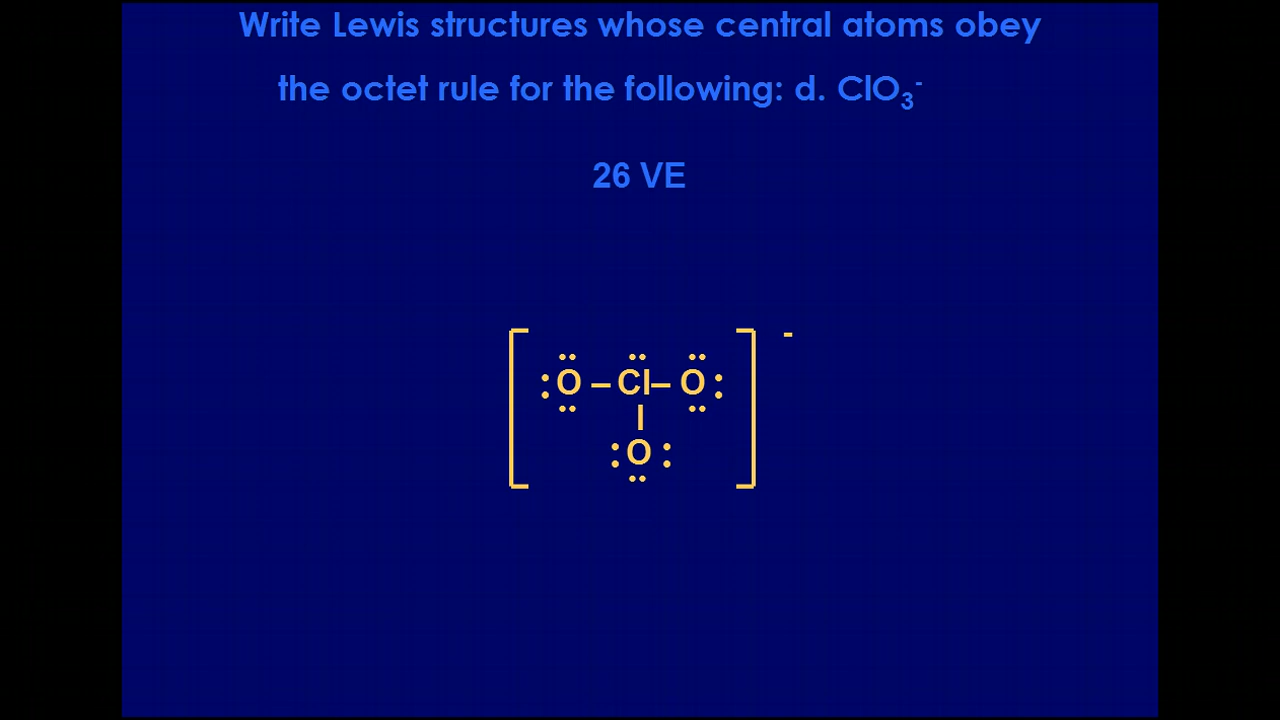 Write Lewis structures whose central atoms obey
the octet rule for the following: d. ClO₃⁻
26 VE
-
:O – Cl – O:
:O: